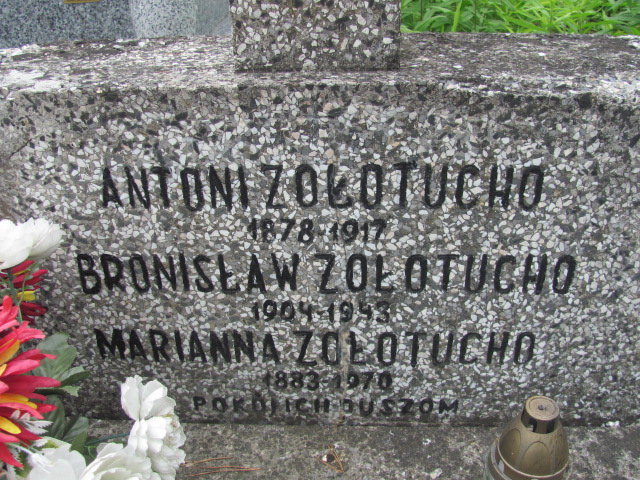 ANTONI ZOŁOTUCHO
1878-1917
BRONISŁAW ZOŁOTUCHO
1904-1943
MARIANNA ZOŁOTUCHO
1883-1970
POKÓJ ICH DUSZOM